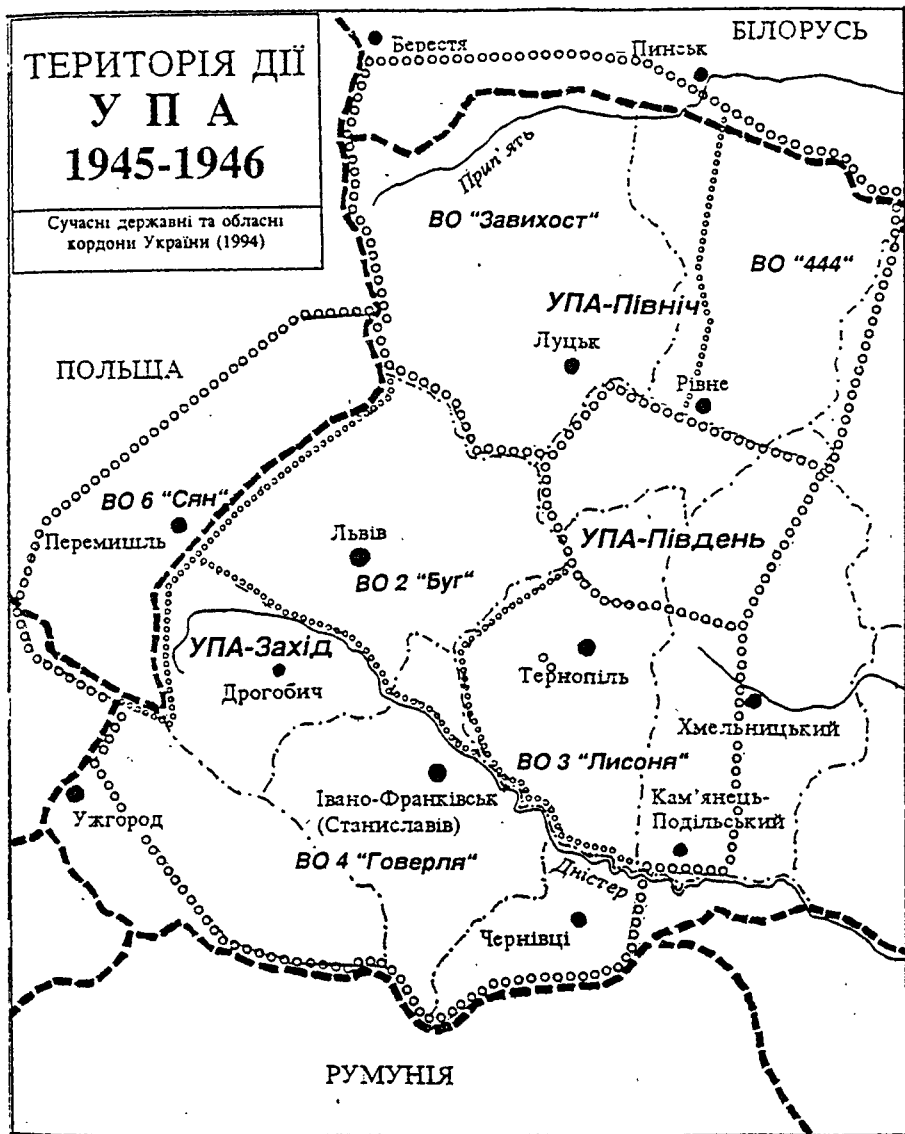 ТЕРИТОРІЯ ДІЇ
УПА
1945-1946
Сучасні державні та обласні
кордони України (1994)
БІЛОРУСЬ
Берестя
Пинськ
Прип'ять
ВО "Завихост"
ВО "444"
УПА-Північ
Луцьк
Рівне
ПОЛЬЩА
ВО 6 "Сян"
Перемишль
Львів
ВО 2 "Буг"
УПА-Південь
УПА-Захід
Дрогобич
Тернопіль
Хмельницький
ВО 3 "Лисоня"
Івано-Франківськ
(Станиславів)
Кам'янець-
Подільський
Ужгород
ВО 4 "Говерля"
Дністер
Чернівці
РУМУНІЯ